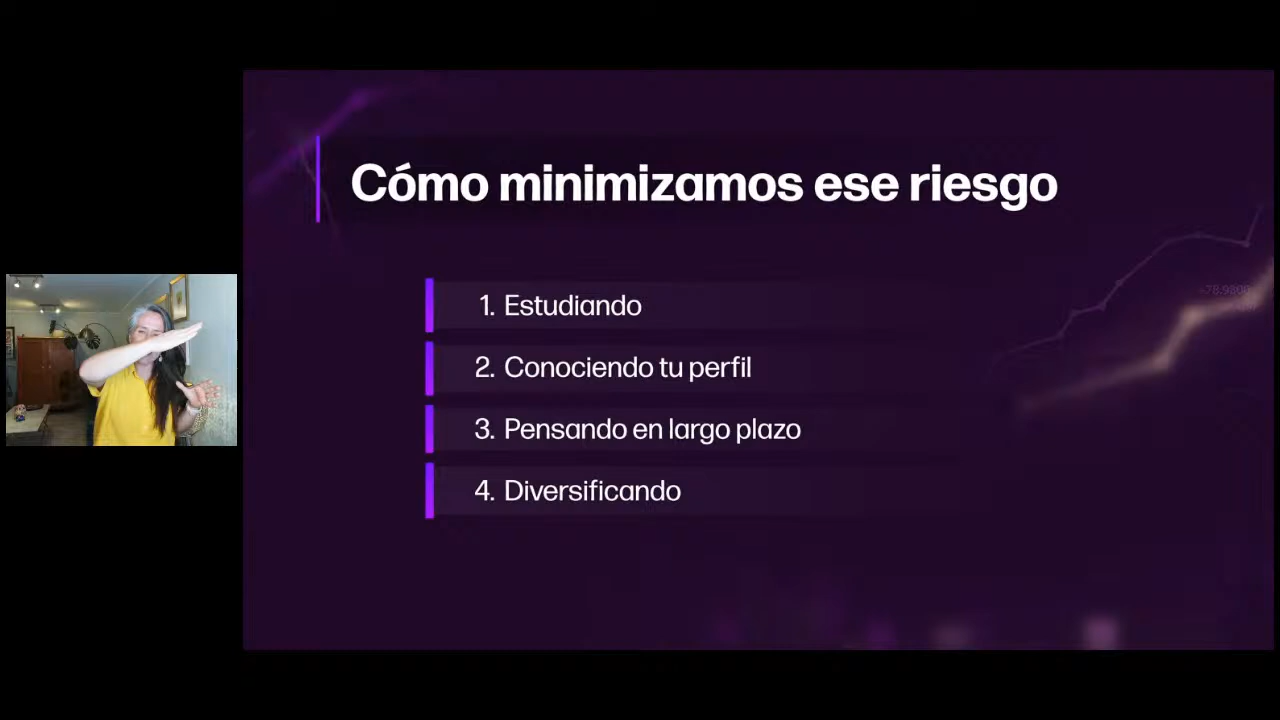 Cómo minimizamos ese riesgo
1. Estudiando
2. Conociendo tu perfil
3. Pensando en largo plazo
4. Diversificando